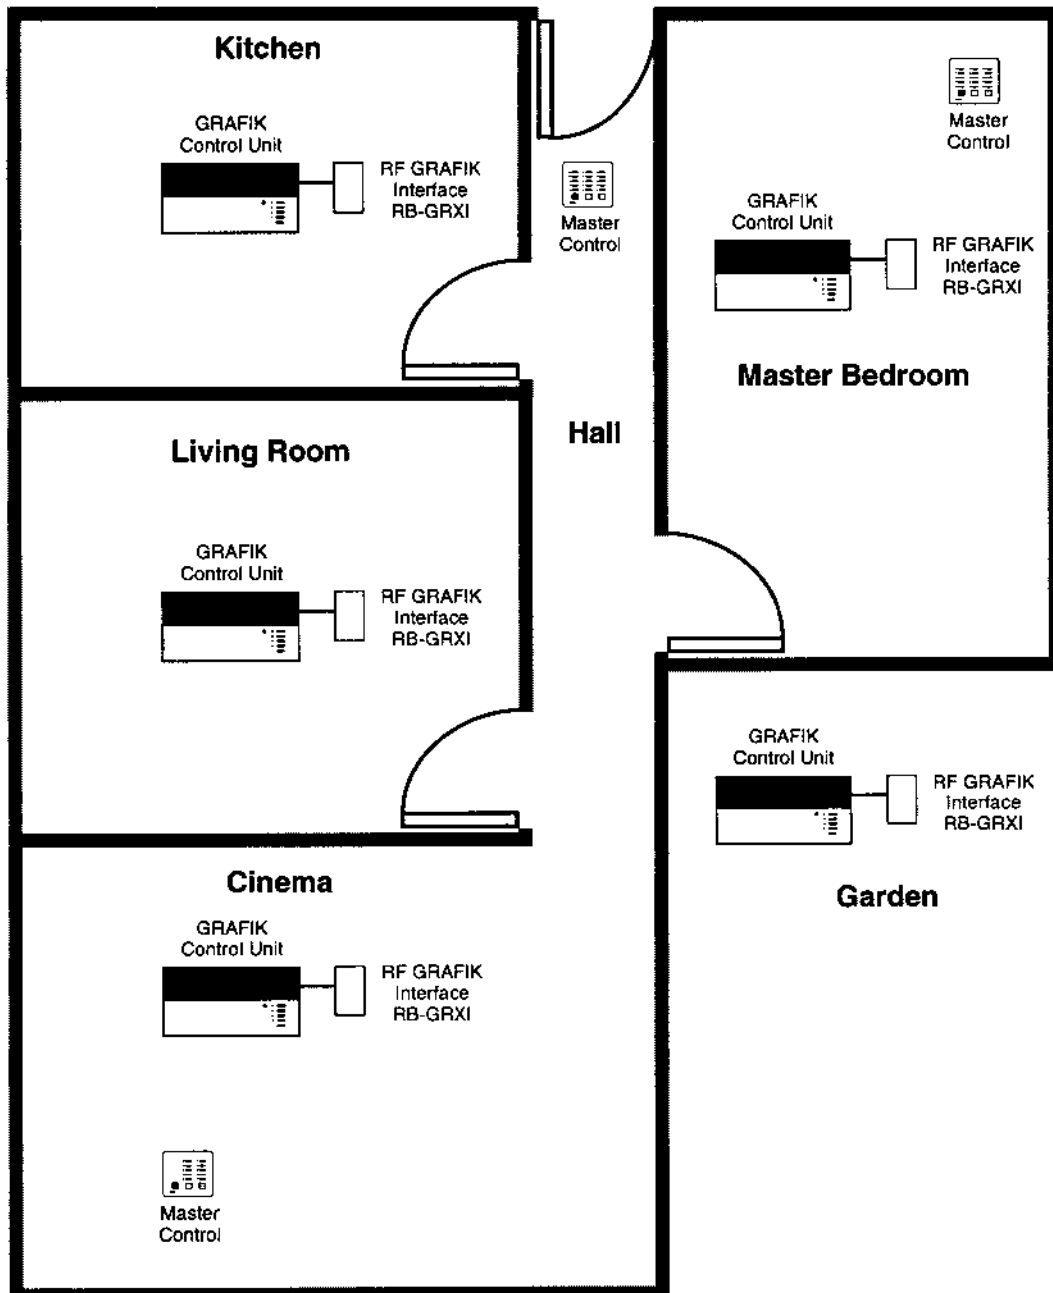 Kitchen
GRAFIK
Control Unit
RF GRAFIK
Interface
RB-GRXI
Master
Control
Master
Control
GRAFIK
Control Unit
RF GRAFIK
Interface
RB-GRXI
Master Bedroom
Hall
Living Room
GRAFIK
Control Unit
RF GRAFIK
Interface
RB-GRXI
GRAFIK
Control Unit
RF GRAFIK
Interface
RB-GRXI
Garden
Cinema
GRAFIK
Control Unit
RF GRAFIK
Interface
RB-GRXI
Master
Control